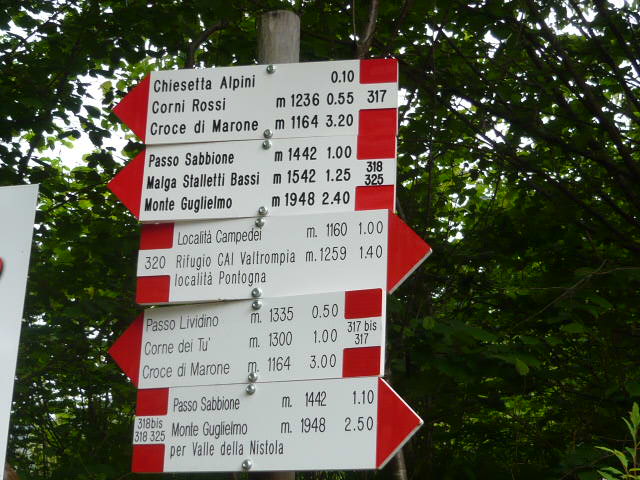 Chiesetta Alpini 0.10
Corni Rossi m 1236 0.55 317
Croce di Marone m 1164 3.20
Passo Sabbione m 1442 1.00
Malga Stalletti Bassi m 1542 1.25 318 325
Monte Guglielmo m 1948 2.40
Località Campedei m. 1160 1.00
320 Rifugio CAI Valtrompia m.1259 1.40
località Pontogna
Passo Lividino m. 1335 0.50
Corne dei Tu' m. 1300 1.00 317 bis 317
Croce di Marone m. 1164 3.00
Passo Sabbione m. 1442 1.10
318bis 318 325 Monte Guglielmo m. 1948 2.50
per Valle della Nistola